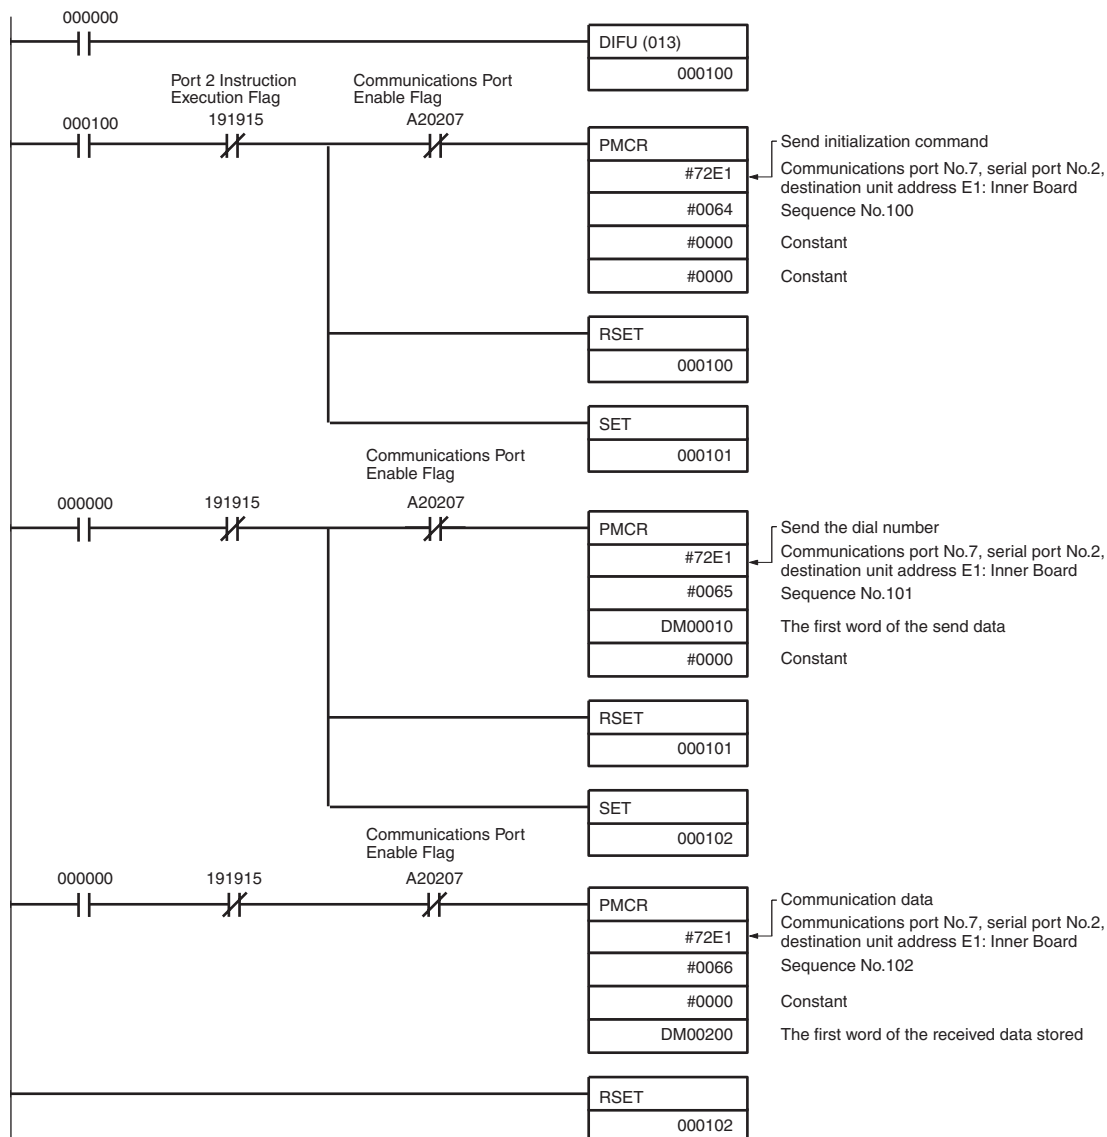 000000
DIFU (013)
000100
Port 2 Instruction
Execution Flag
Communications Port
Enable Flag
000100
191915
A20207
PMCR
#72E1
#0064
#0000
#0000
Send initialization command
Communications port No.7, serial port No.2,
destination unit address E1: Inner Board
Sequence No.100
Constant
Constant
RSET
000100
SET
000101
Communications Port
Enable Flag
000000
191915
A20207
PMCR
#72E1
#0065
DM00010
#0000
Send the dial number
Communications port No.7, serial port No.2,
destination unit address E1: Inner Board
Sequence No.101
The first word of the send data
Constant
RSET
000101
SET
000102
Communications Port
Enable Flag
000000
191915
A20207
PMCR
#72E1
#0066
#0000
DM00200
Communication data
Communications port No.7, serial port No.2,
destination unit address E1: Inner Board
Sequence No.102
Constant
The first word of the received data stored
RSET
000102